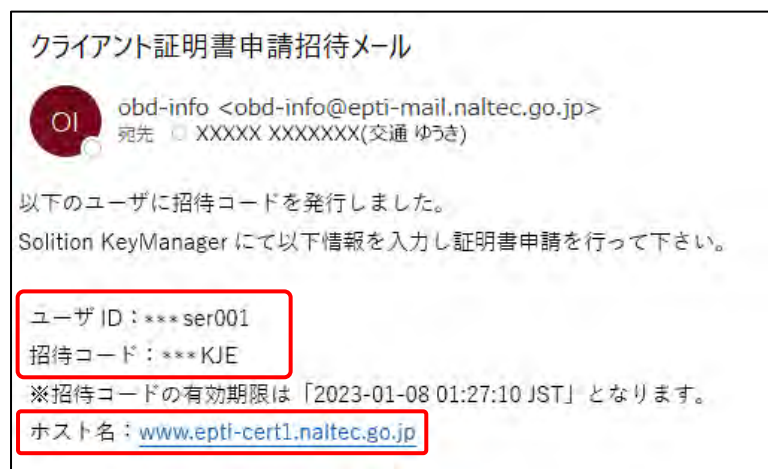 クライアント証明書申請招待メール
OI
obd-info <obd-info@epti-mail.naltec.go.jp>
宛先 XXXXX XXXXXXX(交通 ゆうき)
以下のユーザに招待コードを発行しました。
Solition KeyManager にて以下情報を入力し証明書申請を行って下さい。
ユーザ ID：***ser001
招待コード：***KJE
※招待コードの有効期限は「2023-01-08 01:27:10 JST」となります。
ホスト名：www.epti-cert1.naltec.go.jp